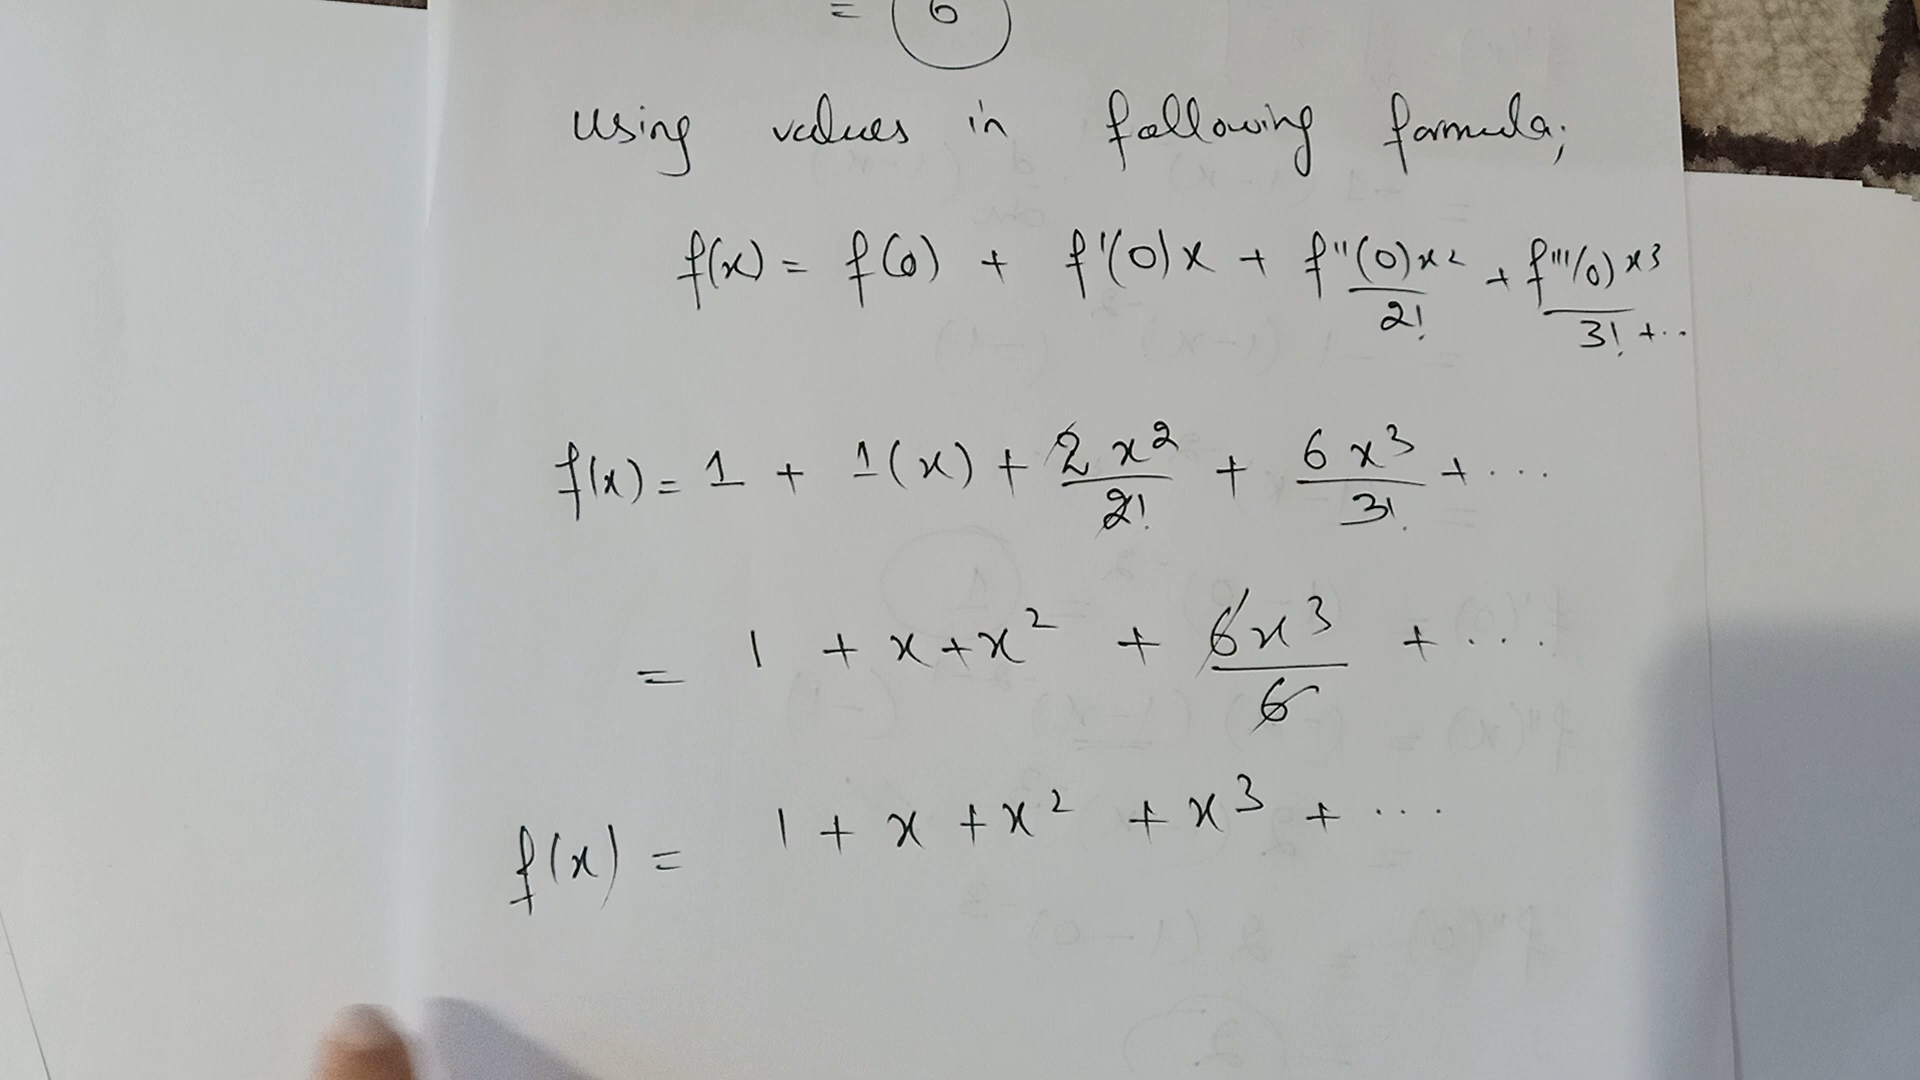 = 6
using values in following formula;
f(x) = f(0) + f'(0)x + f''(0)x²/2! + f'''(0)x³/3! + ..
f(x) = 1 + 1(x) + 2x²/2! + 6x³/3! + ...
= 1 + x + x² + 6x³/6 + ...
f(x) = 1 + x + x² + x³ + ...